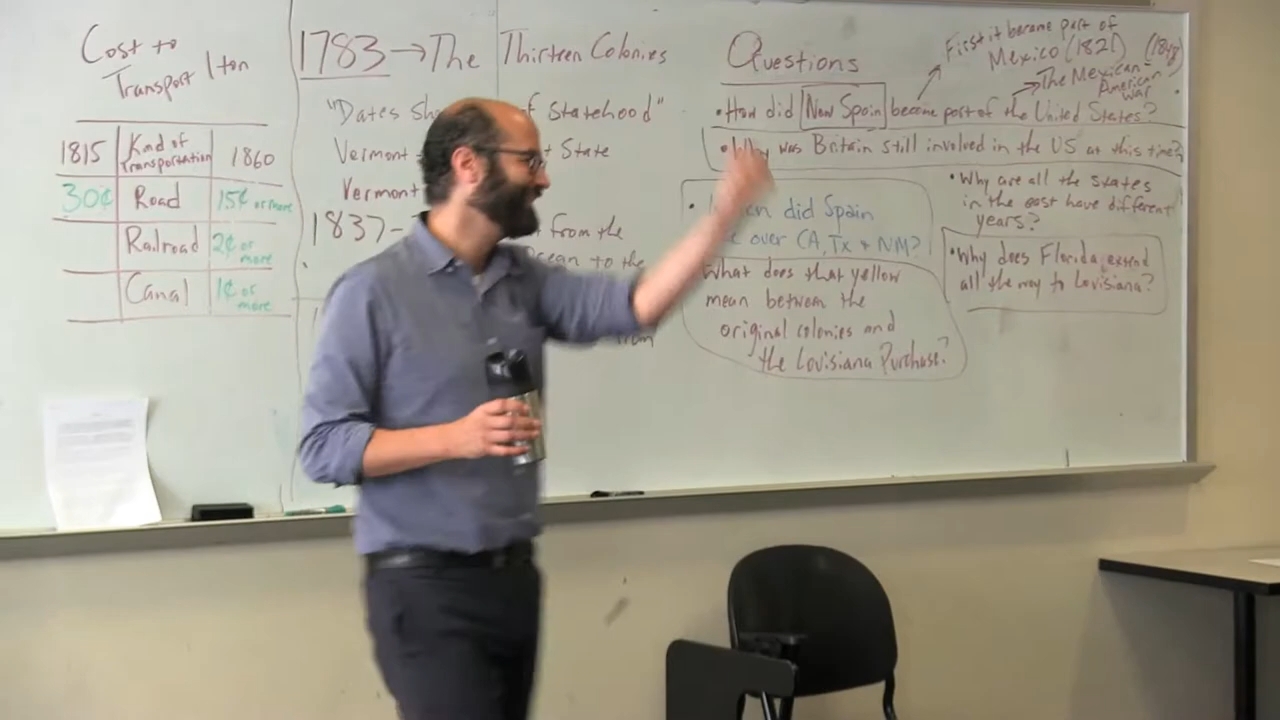 Cost to
Transport 1 ton
1815 Kind of Transportation 1860
30¢ Road 15¢ or more
Railroad 2¢ or more
Canal 1¢ or more
1783 → The Thirteen Colonies
"Dates of Statehood"
Vermont State
Vermont
1837- from the
to the
from
Questions
First it became part of
Mexico (1821)
The Mexican-
American
War
• How did New Spain become part of the United States?
• Why was Britain still involved in the US at this time?
• did Spain
over CA, TX + NM?
What does that yellow
mean between the
original colonies and
the Louisiana Purchase?
• Why are all the states
in the east have different
years?
• Why does Florida extend
all the way to Louisiana?